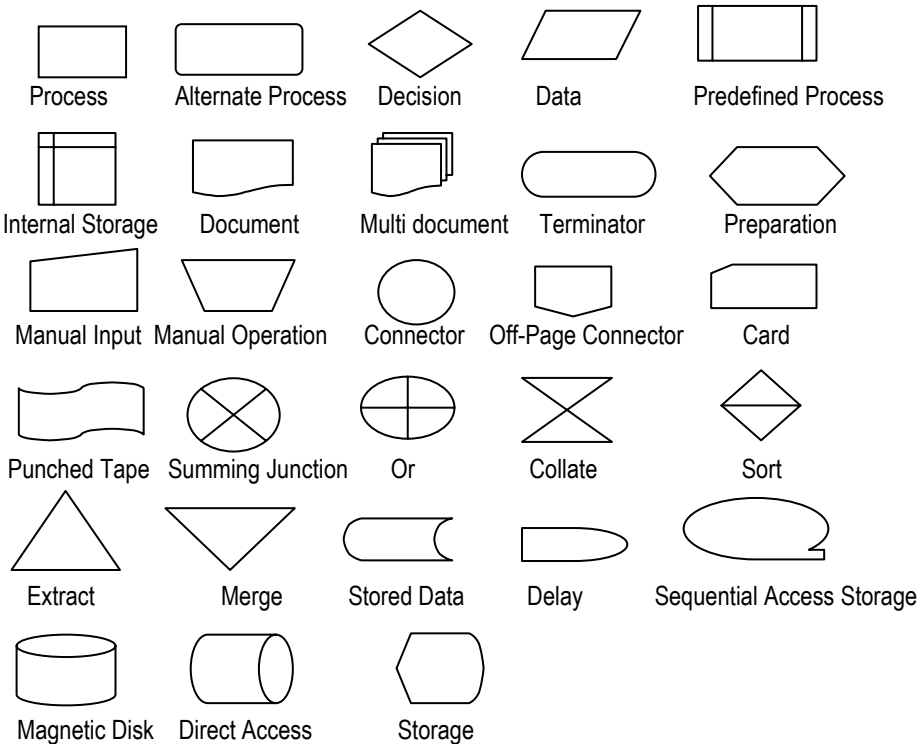 Process Alternate Process Decision Data Predefined Process
Internal Storage Document Multi document Terminator Preparation
Manual Input Manual Operation Connector Off-Page Connector Card
Punched Tape Summing Junction Or Collate Sort
Extract Merge Stored Data Delay Sequential Access Storage
Magnetic Disk Direct Access Storage